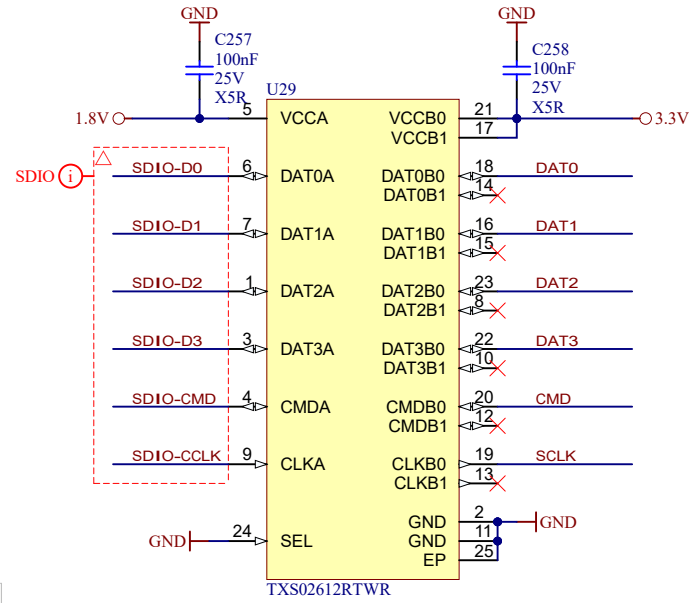 GND
GND
C257
100nF
25V
X5R
C258
100nF
25V
X5R
U29
1.8V
5
VCCA
VCCB0
21
3.3V
VCCB1
17
SDIO
i
SDIO-D0
6
DAT0A
DAT0B0
18
DAT0
DAT0B1
14
SDIO-D1
7
DAT1A
DAT1B0
16
DAT1
DAT1B1
15
SDIO-D2
1
DAT2A
DAT2B0
23
DAT2
DAT2B1
8
SDIO-D3
3
DAT3A
DAT3B0
22
DAT3
DAT3B1
10
SDIO-CMD
4
CMDA
CMDB0
20
CMD
CMDB1
12
SDIO-CCLK
9
CLKA
CLKB0
19
SCLK
CLKB1
13
GND
24
SEL
GND
2
GND
GND
11
EP
25
TXS02612RTWR